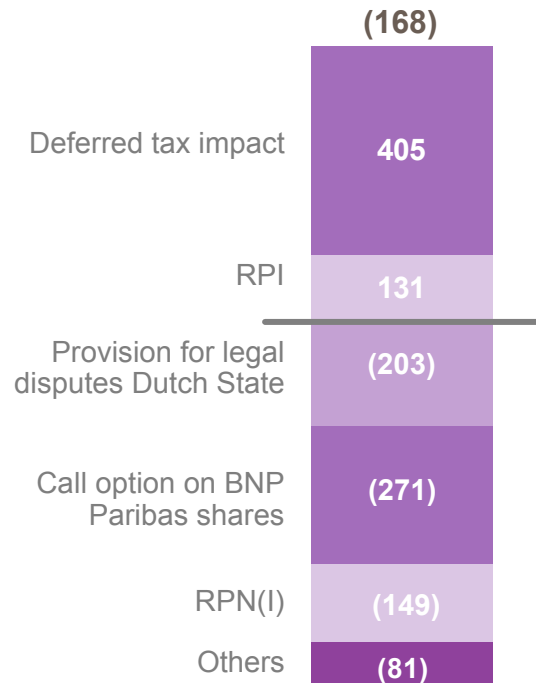 (168)
Deferred tax impact
405
RPI
131
Provision for legal
disputes Dutch State
(203)
Call option on BNP
Paribas shares
(271)
RPN(I)
(149)
Others
(81)